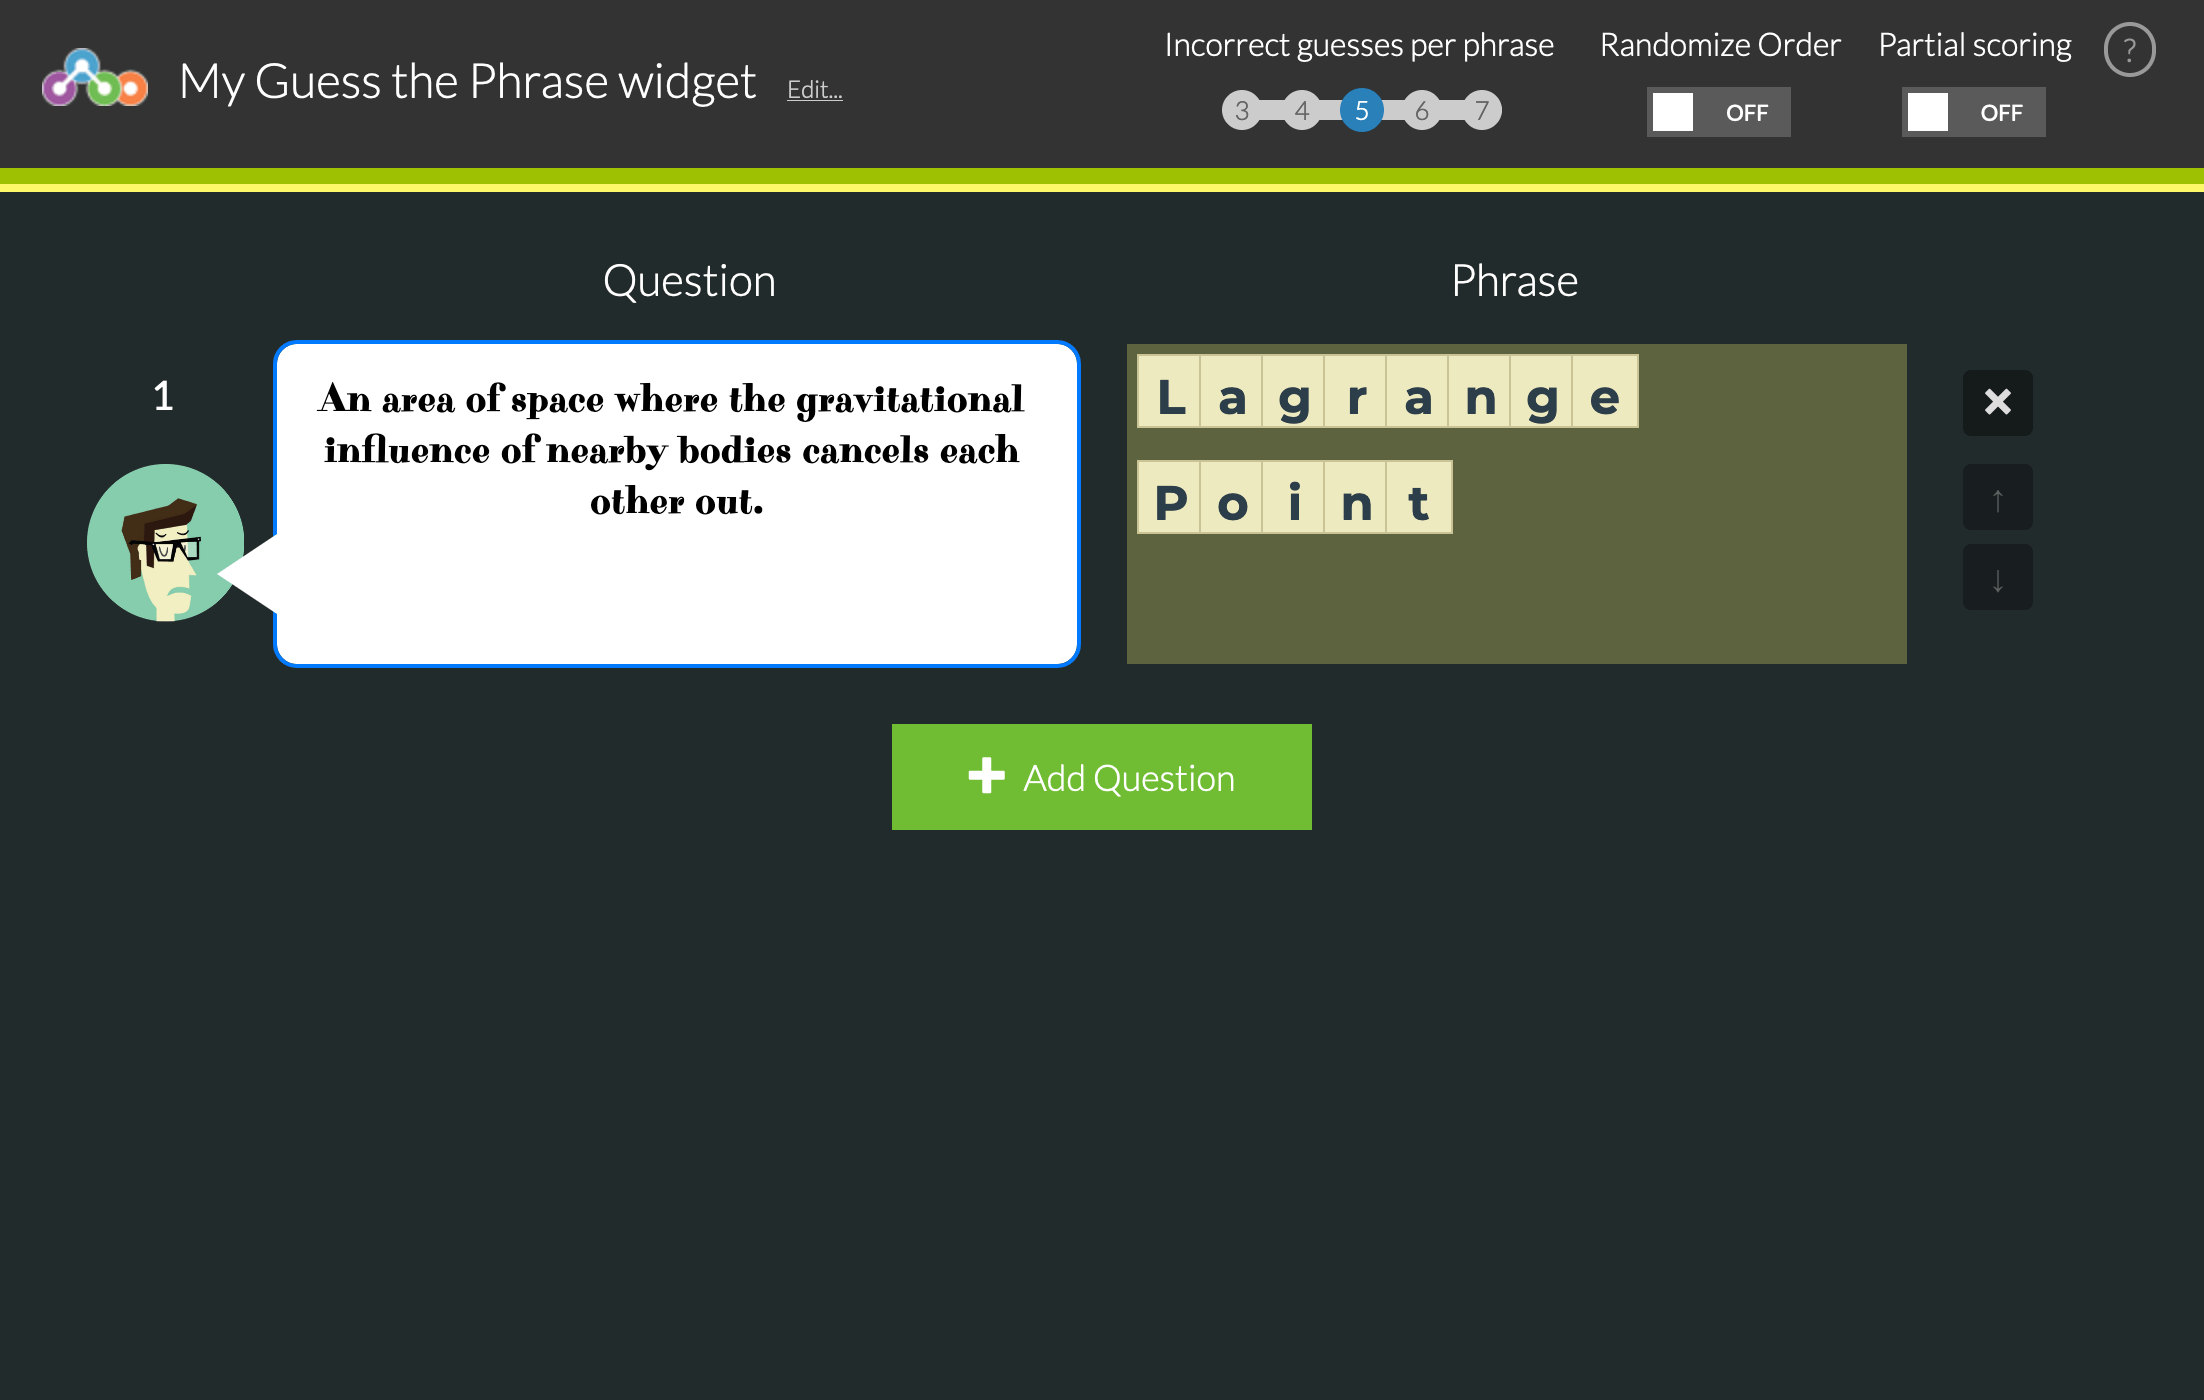 My Guess the Phrase widget Edit...
Incorrect guesses per phrase
3 4 5 6 7
Randomize Order
OFF
Partial scoring
OFF
?
Question
Phrase
1
An area of space where the gravitational
influence of nearby bodies cancels each
other out.
Lagrange
Point
↑
↓
Add Question